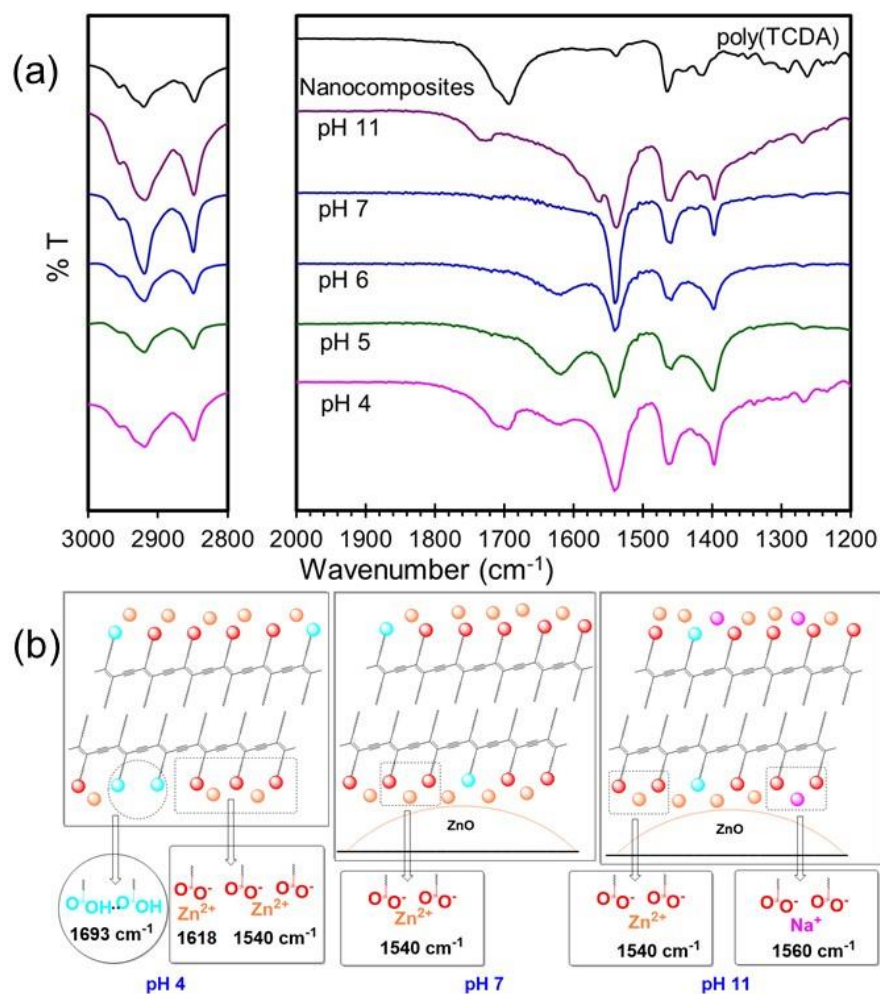 (a)
poly(TCDA)
Nanocomposites
pH 11
pH 7
pH 6
pH 5
pH 4
% T
3000 2900 2800 2000 1900 1800 1700 1600 1500 1400 1300 1200
Wavenumber (cm⁻¹)
(b)
ZnO
ZnO
O OH··O OH
1693 cm⁻¹
O O⁻ O O⁻ O O⁻
Zn²⁺ Zn²⁺
1618 1540 cm⁻¹
O O⁻ O O⁻
Zn²⁺
1540 cm⁻¹
O O⁻ O O⁻
Zn²⁺
1540 cm⁻¹
O O⁻ O O⁻
Na⁺
1560 cm⁻¹
pH 4 pH 7 pH 11